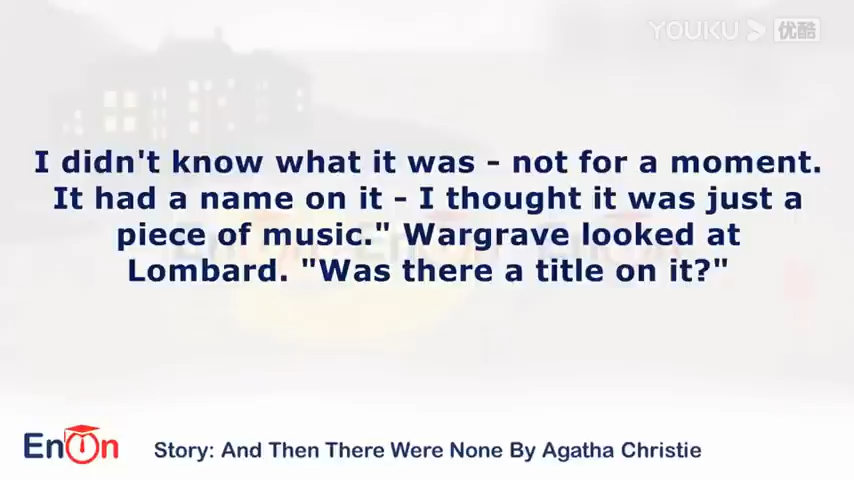 YOUKU 优酷
I didn't know what it was - not for a moment.
It had a name on it - I thought it was just a
piece of music." Wargrave looked at
Lombard. "Was there a title on it?"
EnOn
Story: And Then There Were None By Agatha Christie